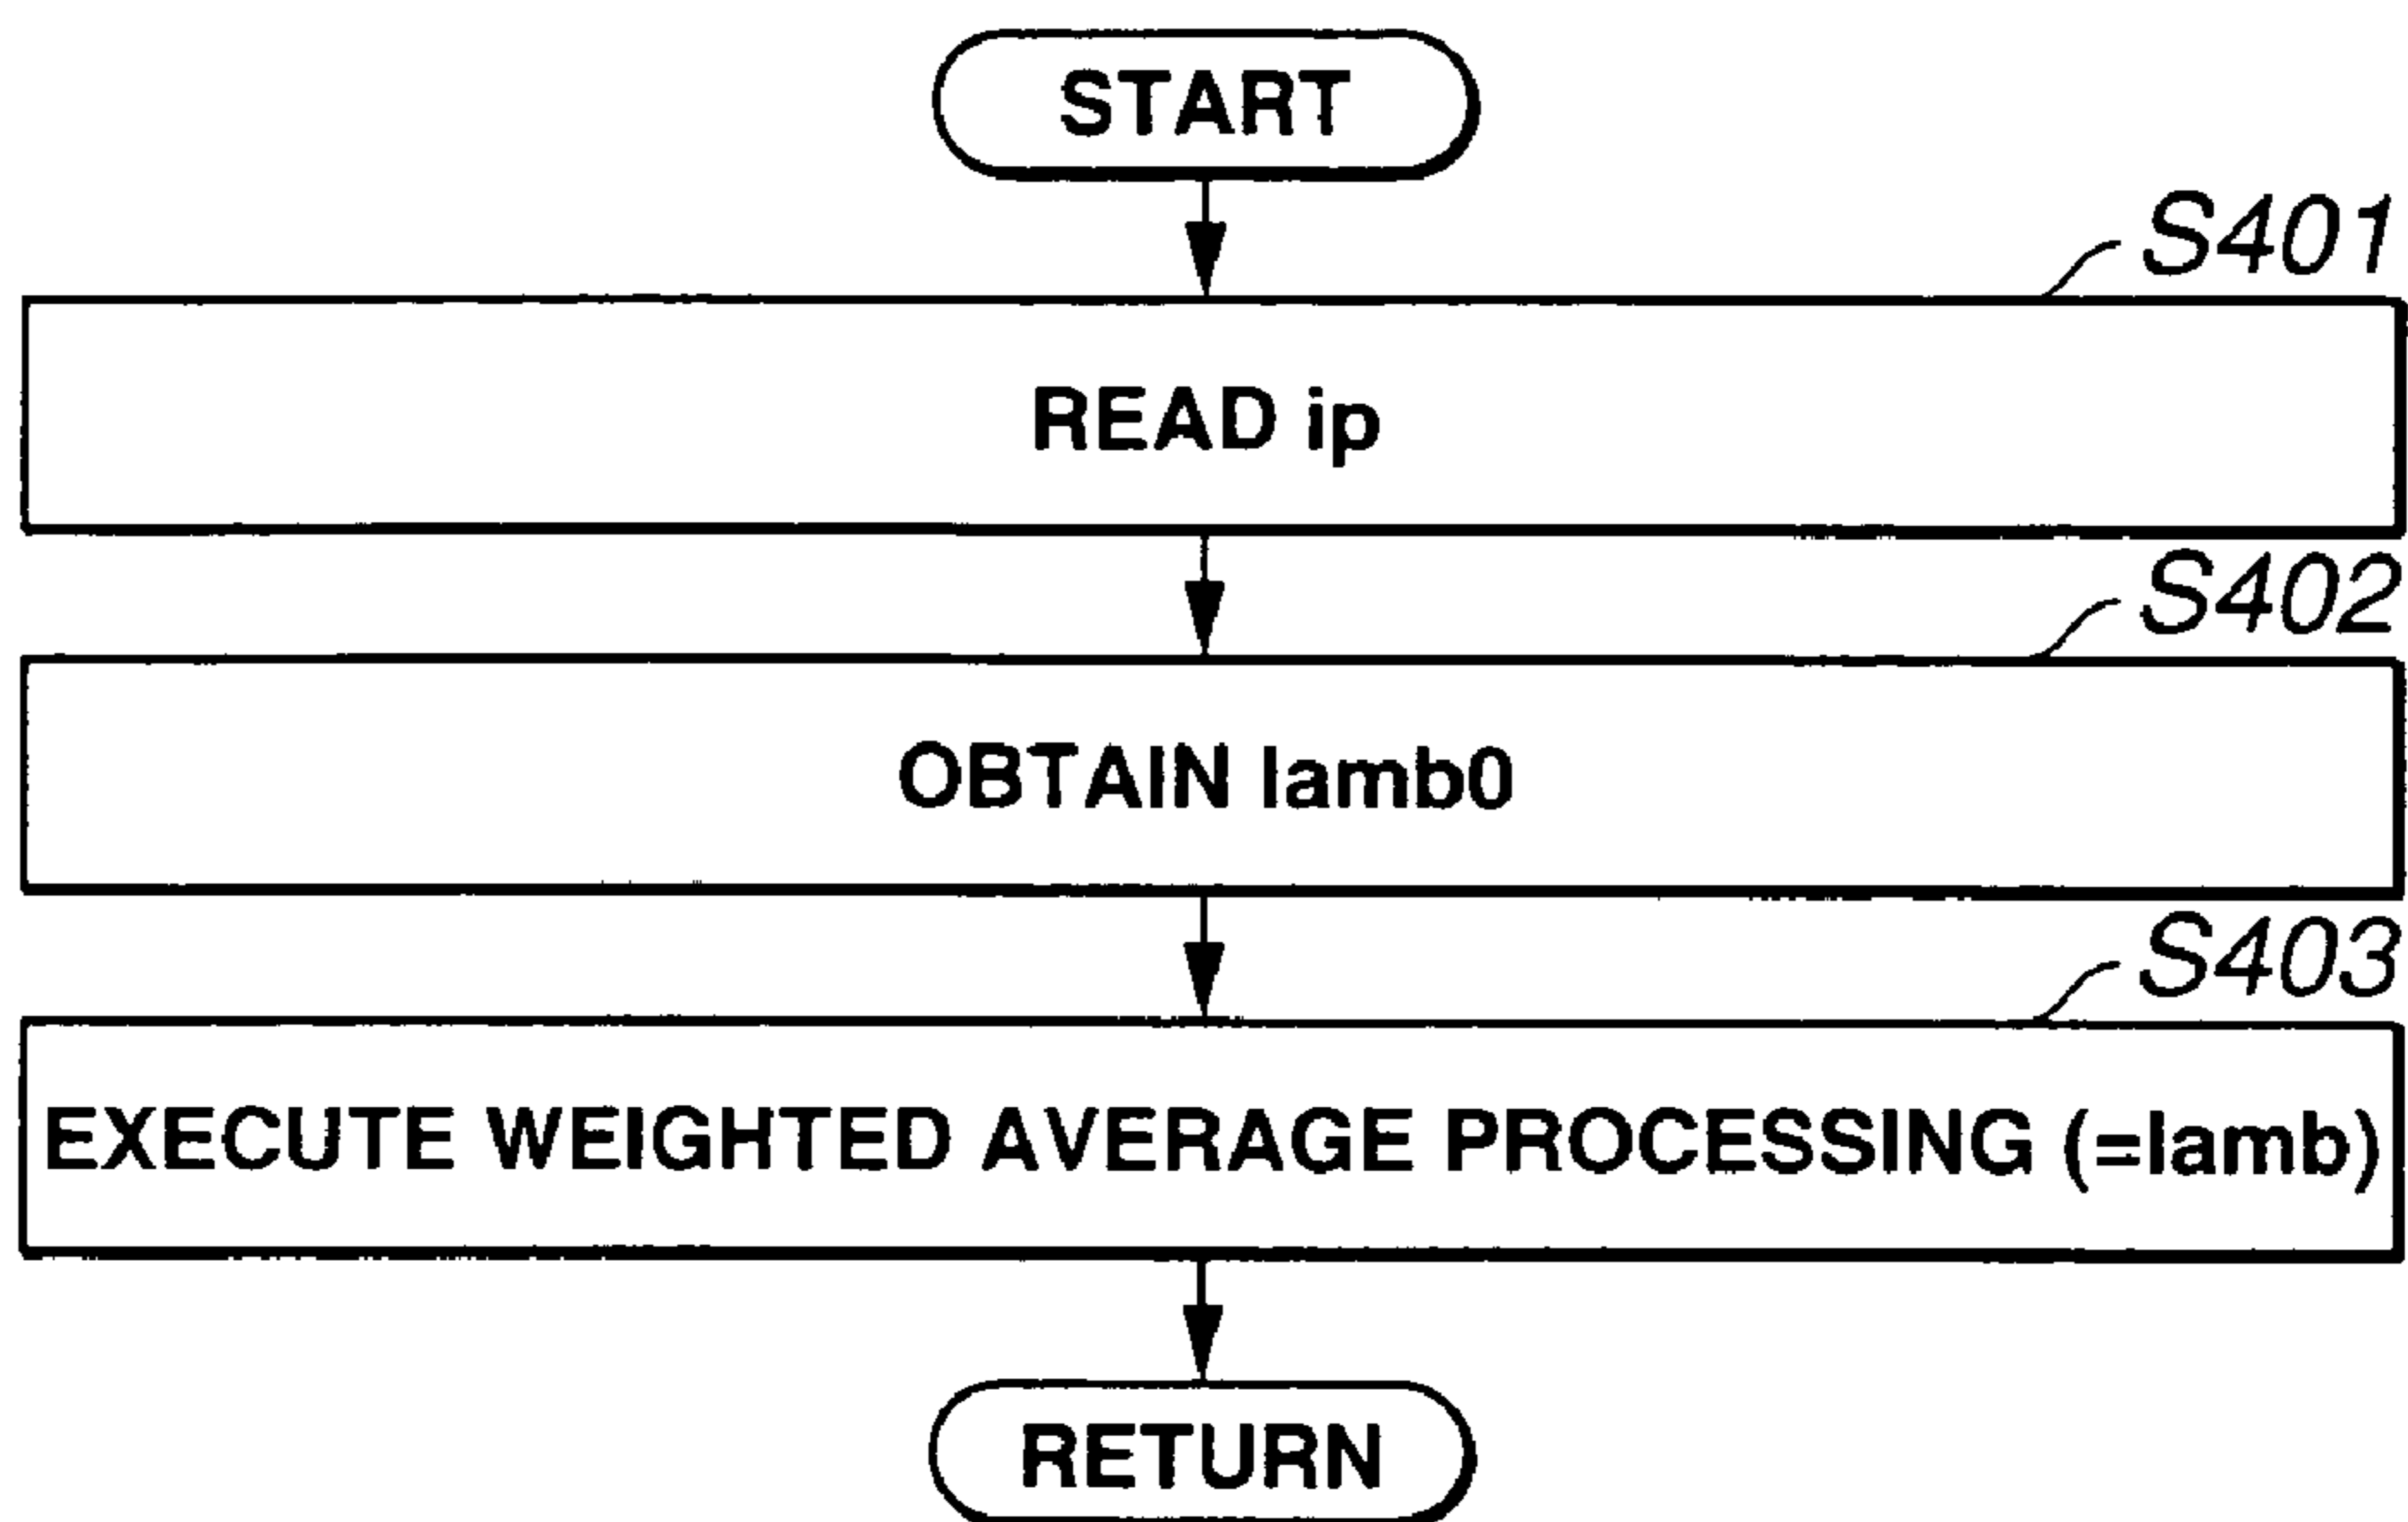 START
S401
READ ip
S402
OBTAIN lamb0
S403
EXECUTE WEIGHTED AVERAGE PROCESSING (=lamb)
RETURN